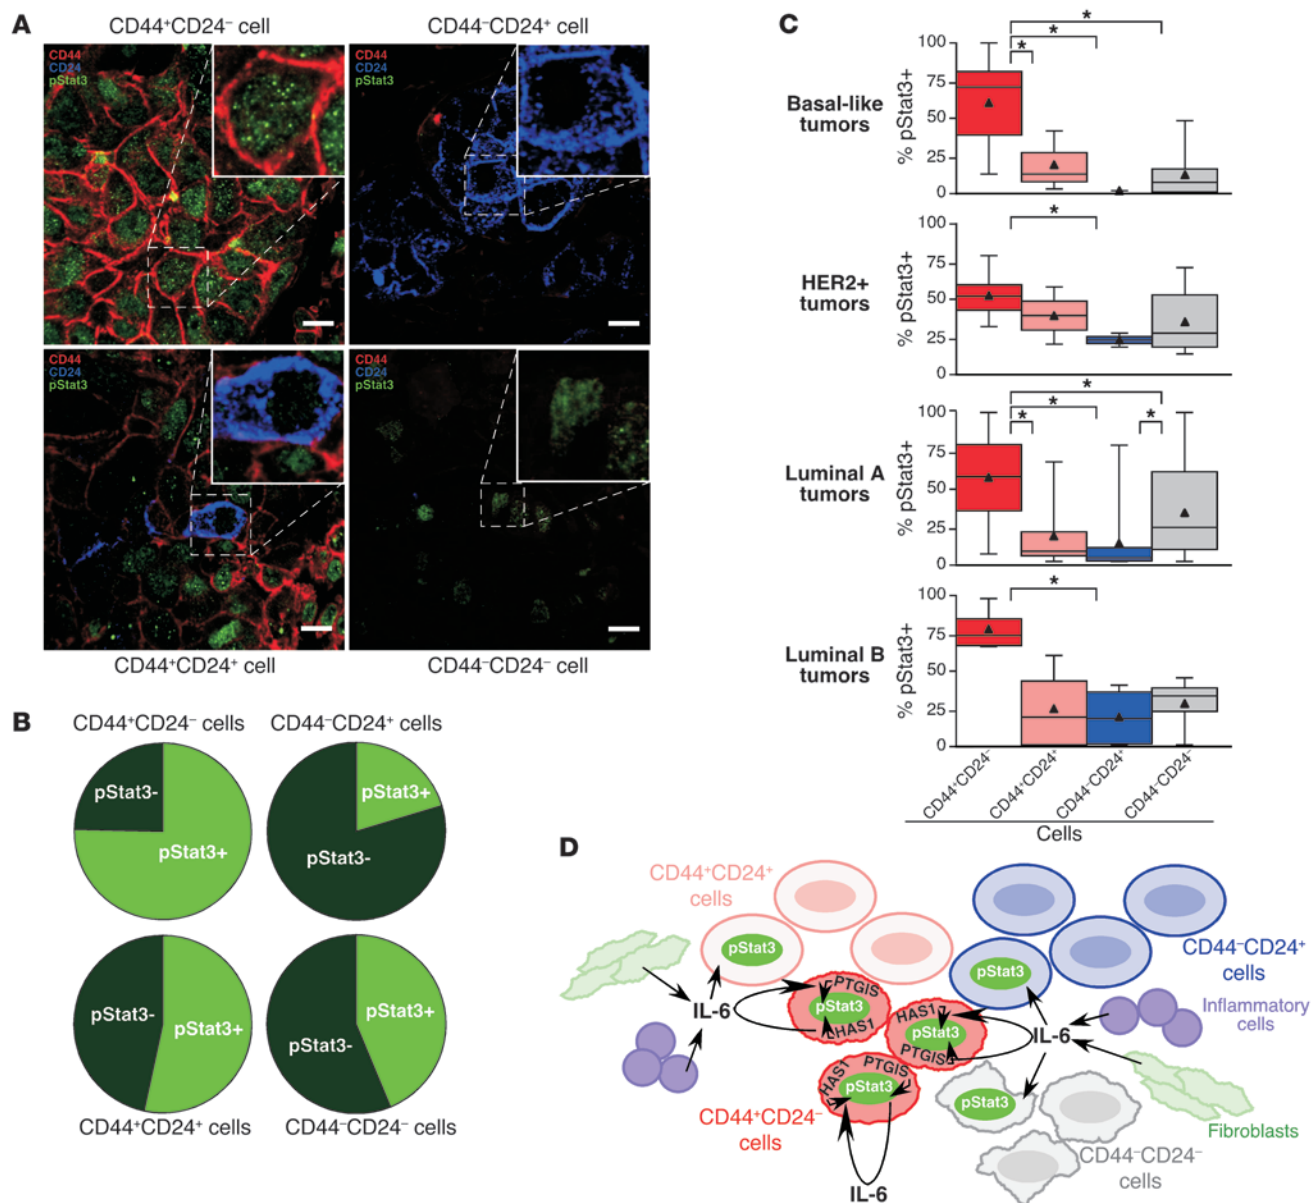 A
CD44⁺CD24⁻ cell
CD44⁻CD24⁺ cell
CD44
CD24
pStat3
CD44
CD24
pStat3
CD44
CD24
pStat3
CD44
CD24
pStat3
CD44⁺CD24⁺ cell
CD44⁻CD24⁻ cell
B
CD44⁺CD24⁻ cells
CD44⁻CD24⁺ cells
pStat3-
pStat3+
pStat3+
pStat3-
pStat3-
pStat3+
pStat3+
pStat3-
CD44⁺CD24⁺ cells
CD44⁻CD24⁻ cells
C
Basal-like
tumors
% pStat3+
100
75
50
25
0
*
*
*
HER2+
tumors
% pStat3+
100
75
50
25
0
*
Luminal A
tumors
% pStat3+
100
75
50
25
0
*
*
*
*
Luminal B
tumors
% pStat3+
100
75
50
25
0
*
CD44⁺CD24⁻
CD44⁺CD24⁺
CD44⁻CD24⁺
CD44⁻CD24⁻
Cells
D
CD44⁺CD24⁺
cells
pStat3
IL-6
PTGIS
pStat3
HAS1
HAS1
pStat3
PTGIS
HAS1
PTGIS
pStat3
CD44⁺CD24⁻
cells
IL-6
pStat3
CD44⁻CD24⁺
cells
Inflammatory
cells
IL-6
pStat3
Fibroblasts
CD44⁻CD24⁻
cells